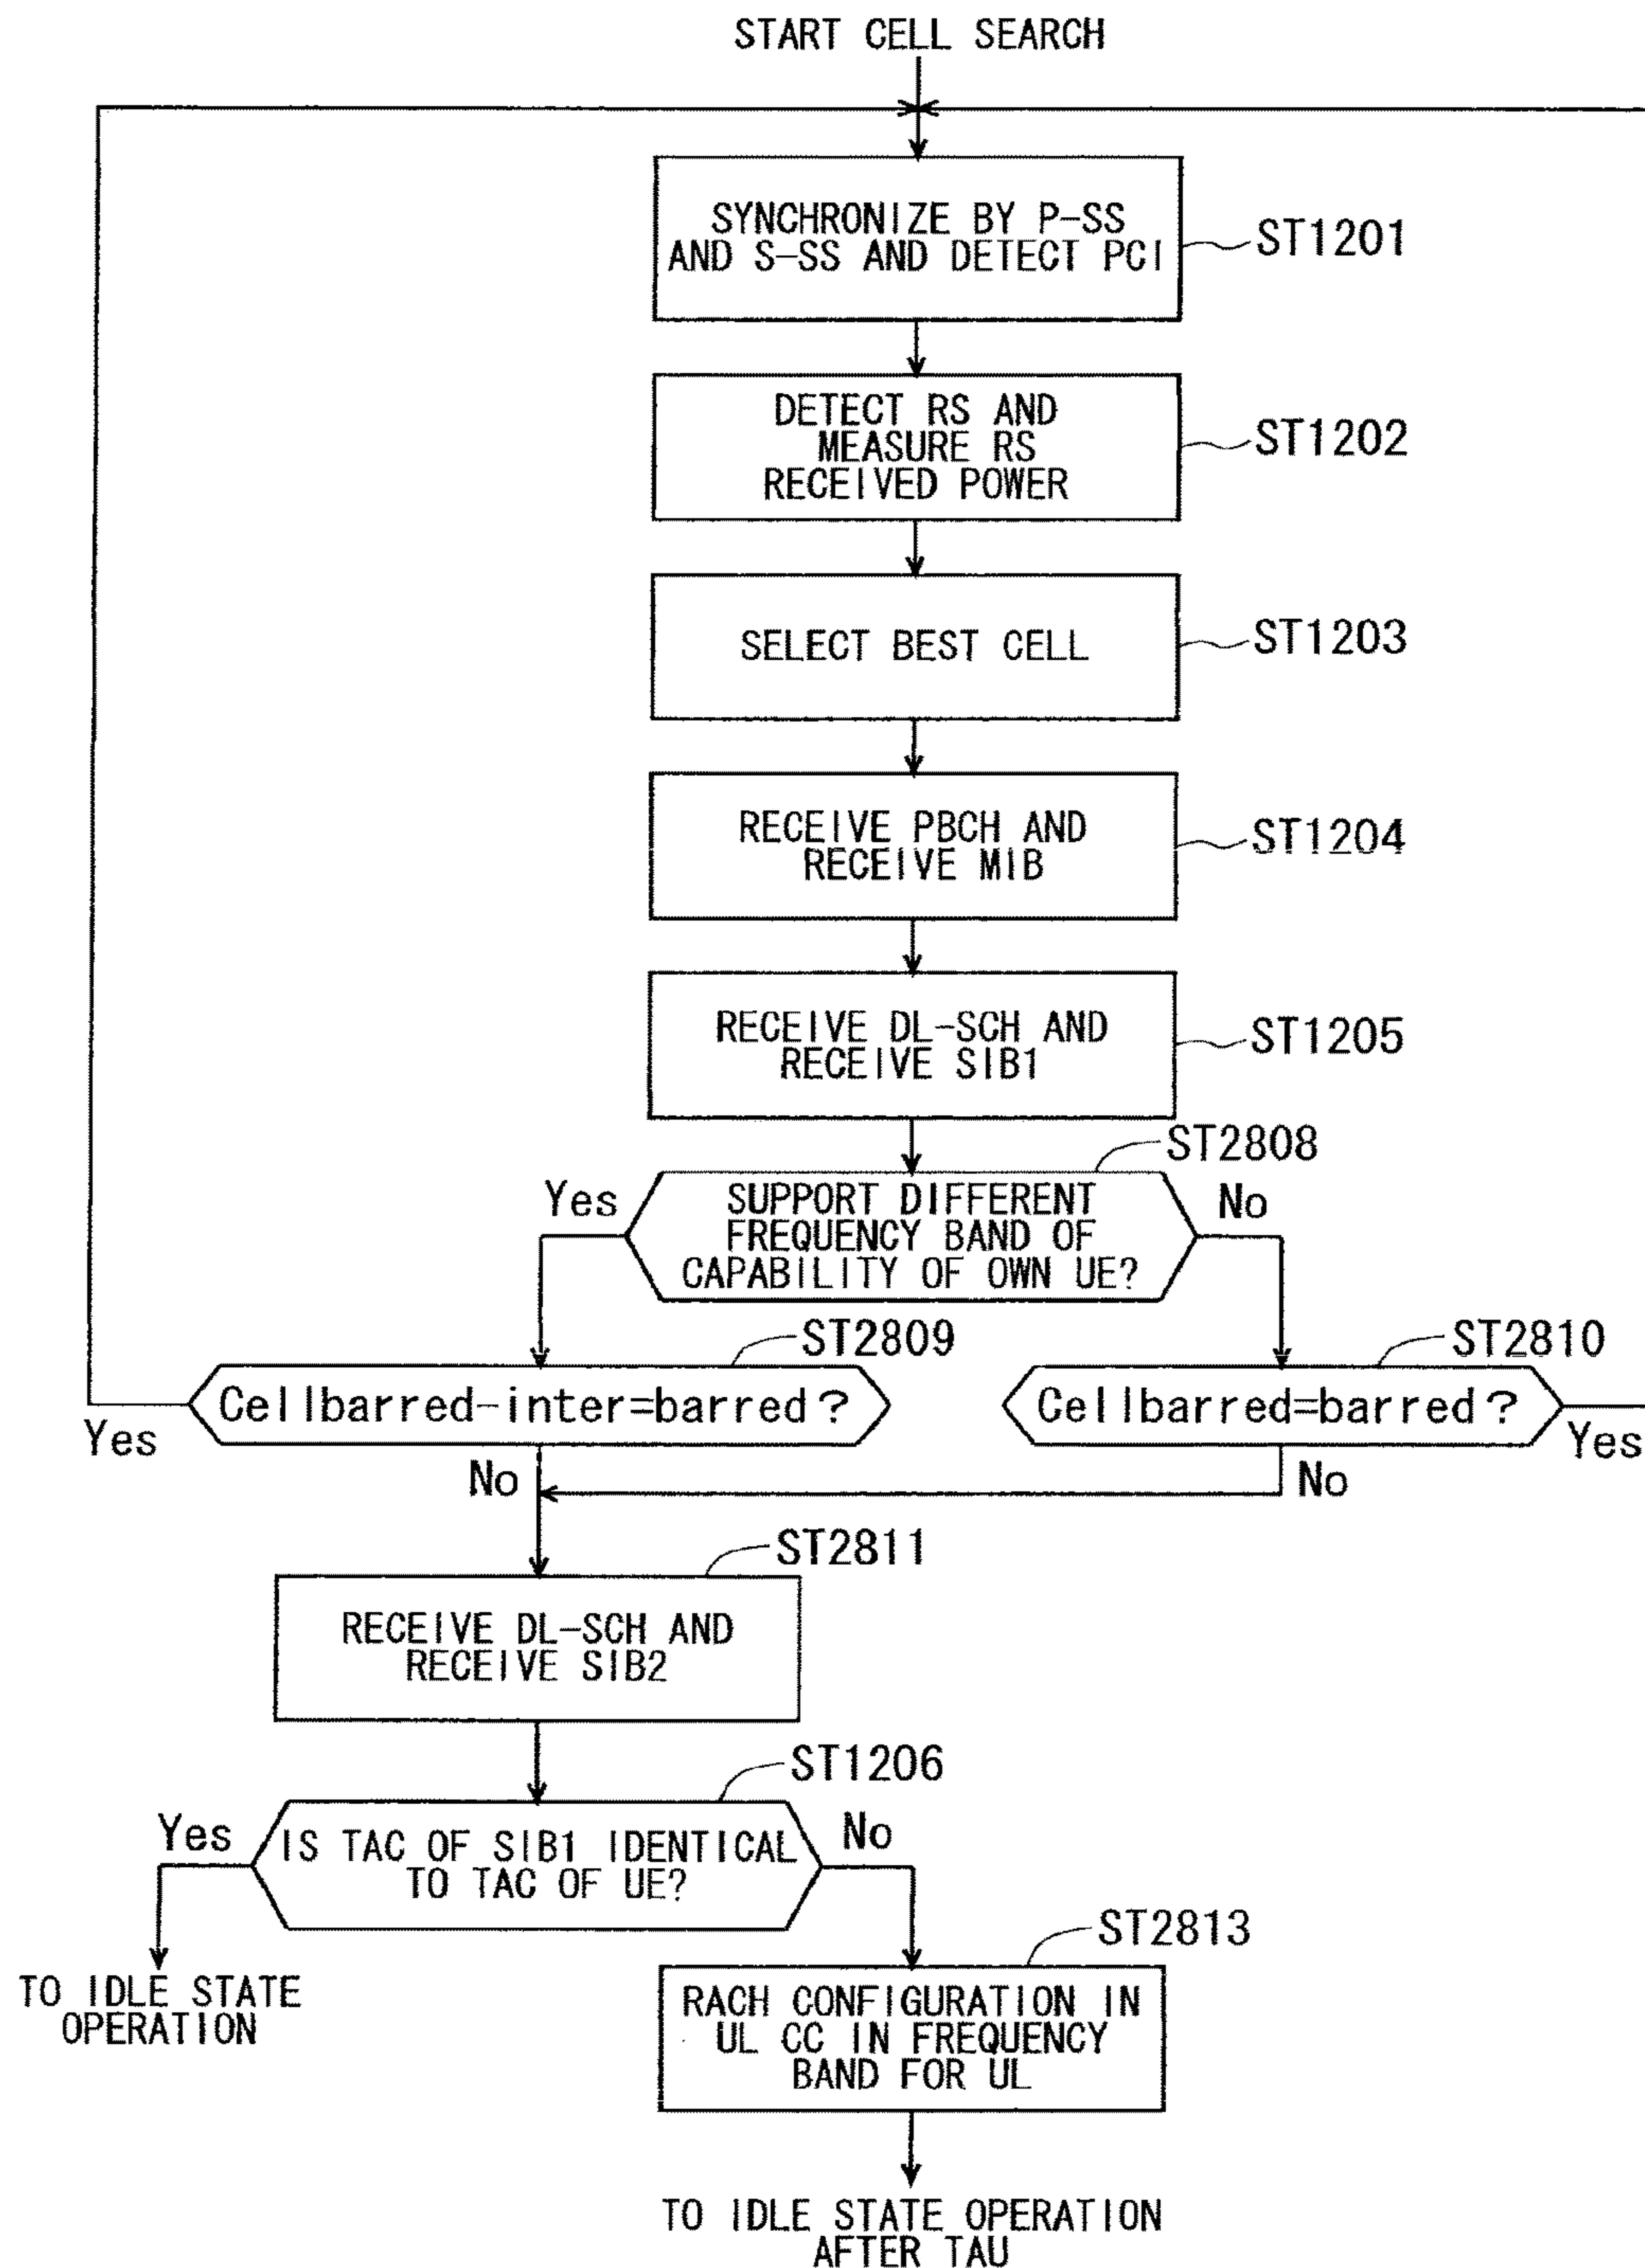 START CELL SEARCH
SYNCHRONIZE BY P-SS
AND S-SS AND DETECT PCI
ST1201
DETECT RS AND
MEASURE RS
RECEIVED POWER
ST1202
SELECT BEST CELL
ST1203
RECEIVE PBCH AND
RECEIVE MIB
ST1204
RECEIVE DL-SCH AND
RECEIVE SIB1
ST1205
ST2808
Yes
SUPPORT DIFFERENT
FREQUENCY BAND OF
CAPABILITY OF OWN UE?
No
ST2809
Cellbarred-inter=barred?
Yes
No
ST2810
Cellbarred=barred?
Yes
No
ST2811
RECEIVE DL-SCH AND
RECEIVE SIB2
ST1206
Yes
IS TAC OF SIB1 IDENTICAL
TO TAC OF UE?
No
TO IDLE STATE
OPERATION
ST2813
RACH CONFIGURATION IN
UL CC IN FREQUENCY
BAND FOR UL
TO IDLE STATE OPERATION
AFTER TAU